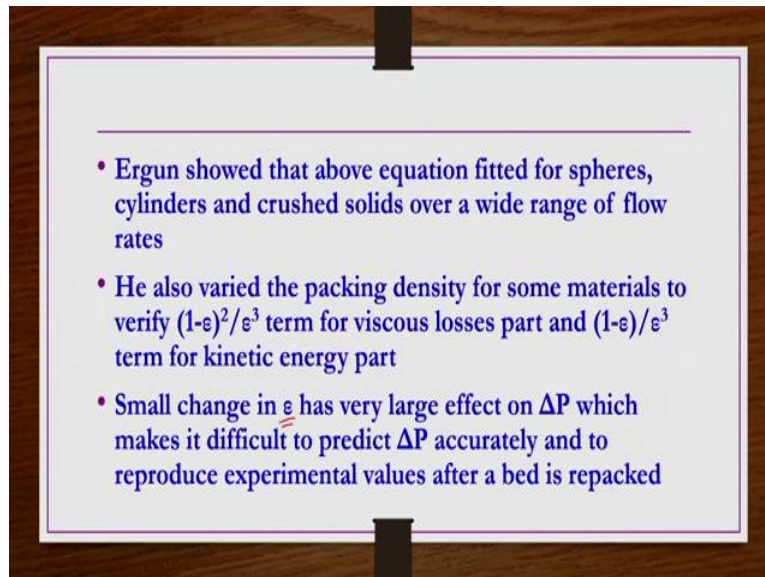 • Ergun showed that above equation fitted for spheres,
cylinders and crushed solids over a wide range of flow
rates
• He also varied the packing density for some materials to
verify (1-ε)²/ε³ term for viscous losses part and (1-ε)/ε³
term for kinetic energy part
• Small change in ε has very large effect on ΔP which
makes it difficult to predict ΔP accurately and to
reproduce experimental values after a bed is repacked